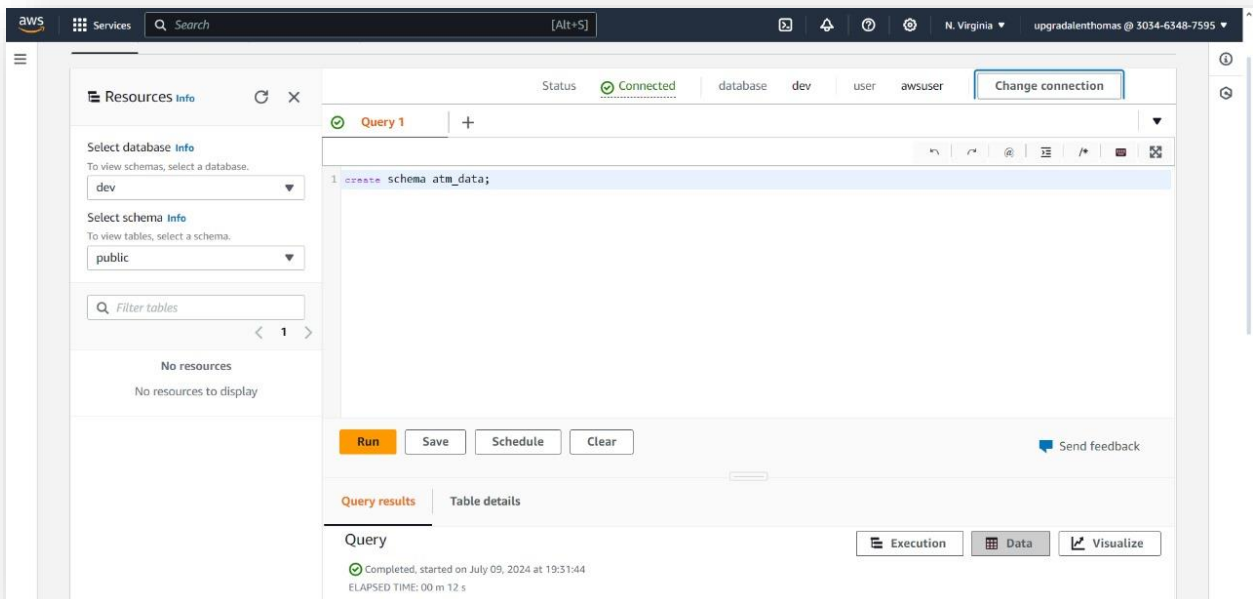 aws Services Search [Alt+S] N. Virginia ▼ upgradalenthomas @ 3034-6348-7595 ▼
Resources Info
Status Connected database dev user awsuser Change connection
Query 1 +
Select database Info
To view schemas, select a database.
dev
Select schema Info
To view tables, select a schema.
public
Filter tables
< 1 >
No resources
No resources to display
/*
1 create schema atm_data;
Run Save Schedule Clear
Send feedback
Query results Table details
Query
Execution Data Visualize
Completed, started on July 09, 2024 at 19:31:44
ELAPSED TIME: 00 m 12 s